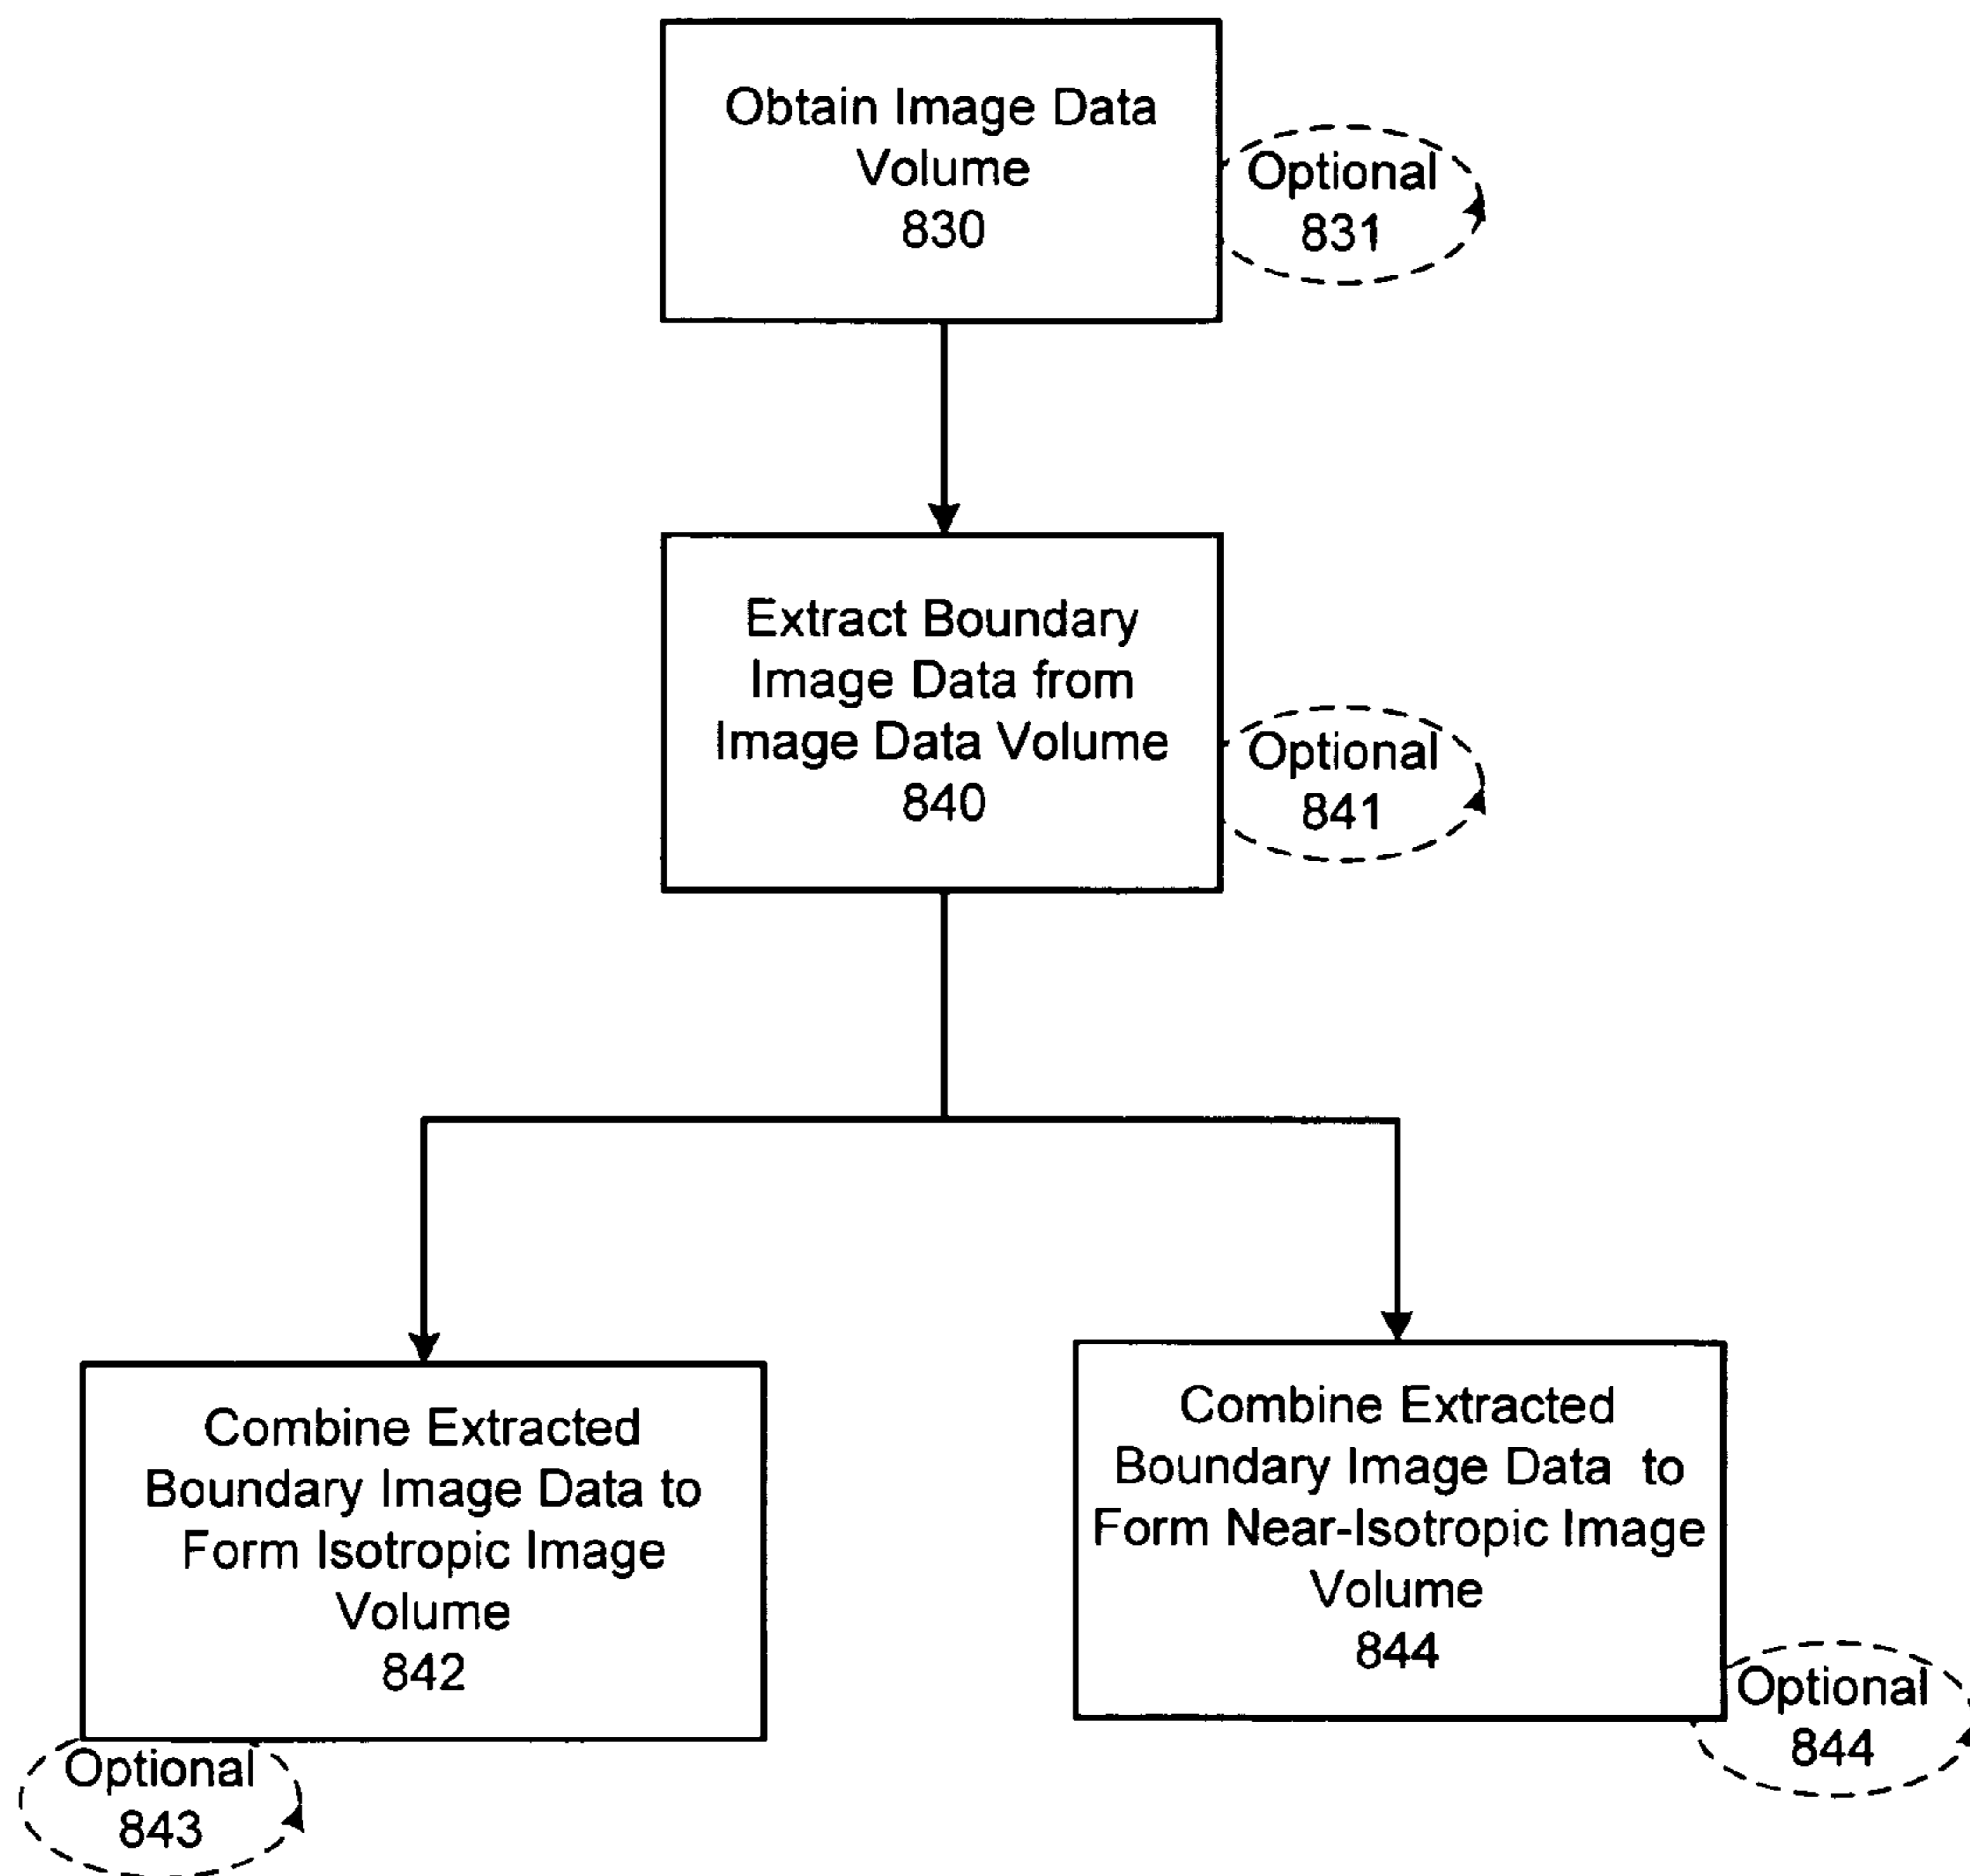 Obtain Image Data
Volume
830
Optional
831
Extract Boundary
Image Data from
Image Data Volume
840
Optional
841
Combine Extracted
Boundary Image Data to
Form Isotropic Image
Volume
842
Optional
843
Combine Extracted
Boundary Image Data to
Form Near-Isotropic Image
Volume
844
Optional
844